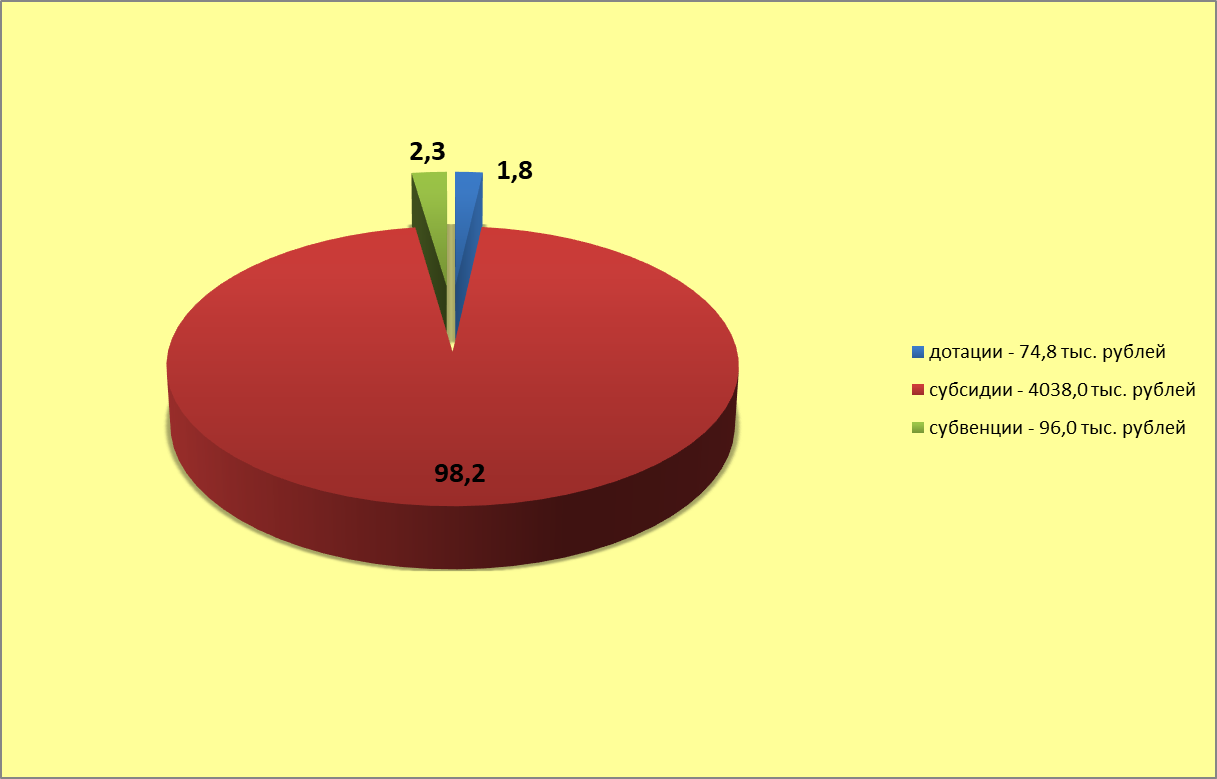 2,3
1,8
98,2
дотации - 74,8 тыс. рублей
субсидии - 4038,0 тыс. рублей
субвенции - 96,0 тыс. рублей